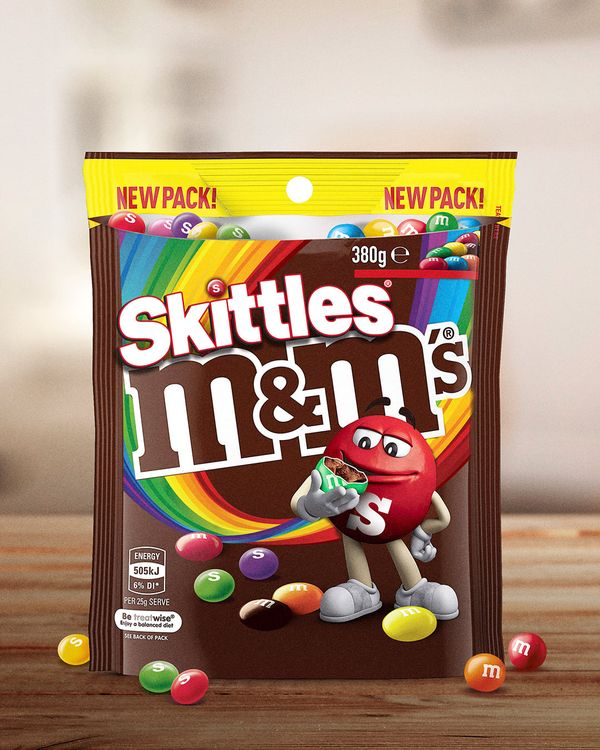 NEW PACK!
NEW PACK!
380g e
Skittles®
m&m's®
S
m
ENERGY
505kJ
6% DI*
PER 25g SERVE
Be treatwise®
Enjoy a balanced diet
SEE BACK OF PACK